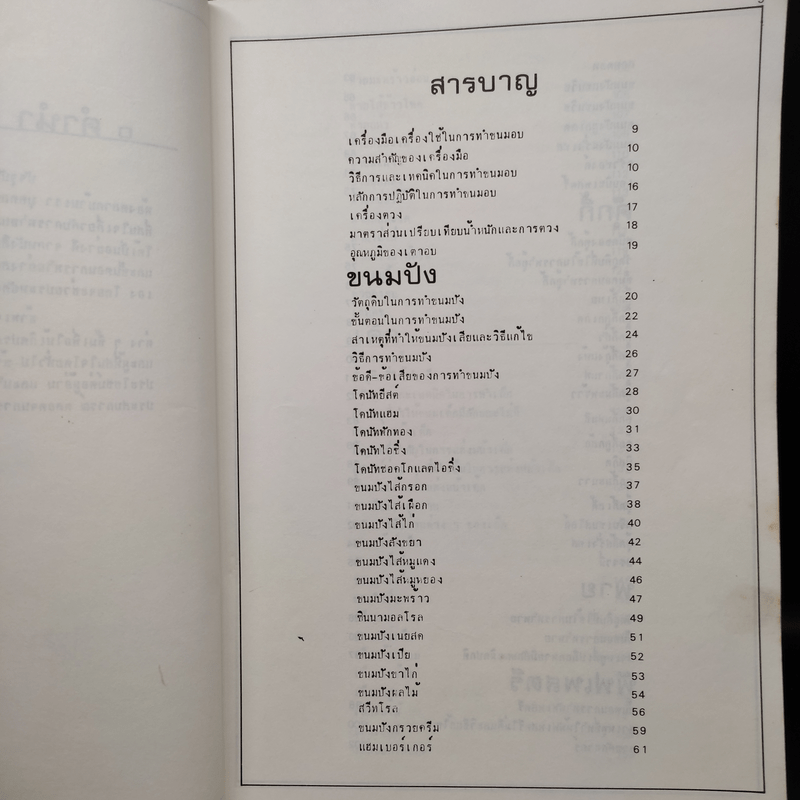 สารบาญ
เครื่องมือเครื่องใช้ในการทำขนมอบ 9
ความสำคัญของเครื่องมือ 10
วิธีการและเทคนิคในการทำขนมอบ 10
หลักการปฏิบัติในการทำขนมอบ 16
เครื่องตวง 17
มาตราส่วนเปรียบเทียบน้ำหนักและการตวง 18
อุณหภูมิของเตาอบ 19
ขนมปัง
วัตถุดิบในการทำขนมปัง 20
ขั้นตอนในการทำขนมปัง 22
สาเหตุที่ทำให้ขนมปังเสียและวิธีแก้ไข 24
วิธีการทำขนมปัง 26
ข้อดี-ข้อเสียของการทำขนมปัง 27
โดนัทยีสต์ 28
โดนัทแฮม 30
โดนัทฟักทอง 31
โดนัทไอซิ่ง 33
โดนัทชอคโกแลตไอซิ่ง 35
ขนมปังไส้กรอก 37
ขนมปังไส้เผือก 38
ขนมปังไส้ไก่ 40
ขนมปังสังขยา 42
ขนมปังไส้หมูแดง 44
ขนมปังไส้หมูหยอง 46
ขนมปังมะพร้าว 47
ซินนามอลโรล 49
ขนมปังเนยสด 51
ขนมปังเปีย 52
ขนมปังขาไก่ 53
ขนมปังผลไม้ 54
สวีทโรล 56
ขนมปังกรวยครีม 59
แฮมเบอร์เกอร์ 61